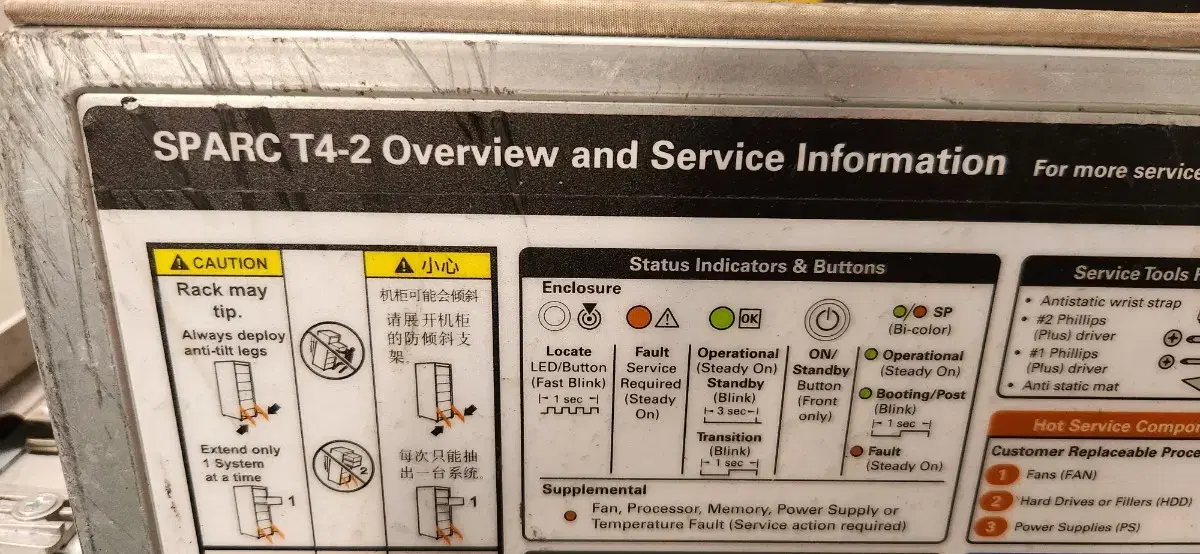 SPARC T4-2 Overview and Service Information For more service
CAUTION
Rack may
tip.
Always deploy
anti-tilt legs
Extend only
1 System
at a time
1
2
小心
机柜可能会倾斜
请展开机柜
的防倾斜支
架。
每次只能抽
出一台系统。
1
Status Indicators & Buttons
Enclosure
OK
SP
(Bi-color)
Locate
LED/Button
(Fast Blink)
1 sec
Fault
Service
Required
(Steady
On)
Operational
(Steady On)
Standby
(Blink)
3 sec
Transition
(Blink)
1 sec
ON/
Standby
Button
(Front
only)
Operational
(Steady On)
Booting/Post
(Blink)
1 sec
Fault
(Steady On)
Supplemental
Fan, Processor, Memory, Power Supply or
Temperature Fault (Service action required)
Service Tools
• Antistatic wrist strap
• #2 Phillips
(Plus) driver
• #1 Phillips
(Plus) driver
• Anti static mat
Hot Service
Customer Replaceable
1 Fans (FAN)
2 Hard Drives or Fillers (HDD)
3 Power Supplies (PS)